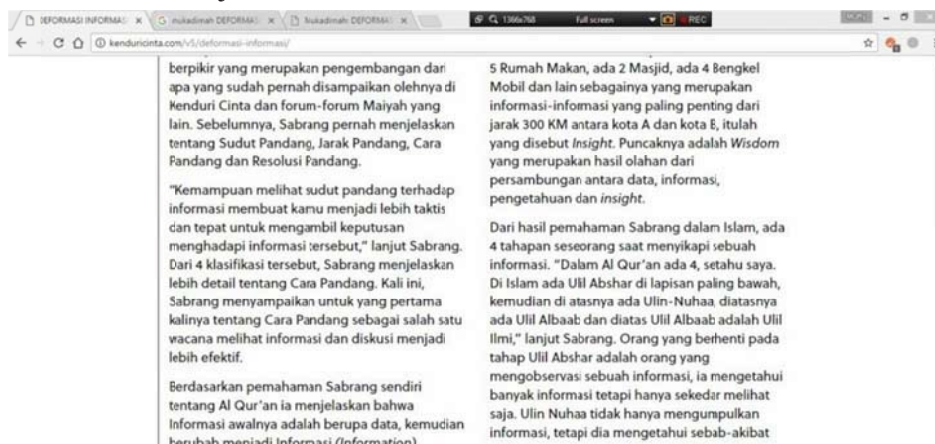 DEFORMASI INFORMAS
nukadimah DEFORMAS
Mukadimah DEFORMAS
1366x768
Full screen
REC
kenduricinta.com/v5/deformasi-informasi/
berpikir yang merupakan pengembangan dari
apa yang sudah pernah disampaikan olehnya di
Kenduri Cinta dan forum-forum Maiyah yang
lain. Sebelumnya, Sabrang pernah menjelaskan
tentang Sudut Pandang, Jarak Pandang, Cara
Pandang dan Resolusi Pandang.
"Kemampuan melihat sudut pandang terhadap
informasi membuat kamu menjadi lebih taktis
dan tepat untuk mengambil keputusan
menghadapi informasi tersebut," lanjut Sabrang.
Dari 4 klasifikasi tersebut, Sabrang menjelaskan
lebih detail tentang Cara Pandang. Kali ini,
Sabrang menyampaikan untuk yang pertama
kalinya tentang Cara Pandang sebagai salah satu
wacana melihat informasi dan diskusi menjadi
lebih efektif.
Berdasarkan pemahaman Sabrang sendiri
tentang Al Qur'an ia menjelaskan bahwa
Informasi awalnya adalah berupa data, kemudian
berubah menjadi Informasi (Information)
5 Rumah Makan, ada 2 Masjid, ada 4 Bengkel
Mobil dan lain sebagainya yang merupakan
informasi-informasi yang paling penting dari
jarak 300 KM antara kota A dan kota B, itulah
yang disebut Insight. Puncaknya adalah Wisdom
yang merupakan hasil olahan dari
persambungan antara data, informasi,
pengetahuan dan insight.
Dari hasil pemahaman Sabrang dalam Islam, ada
4 tahapan seseorang saat menyikapi sebuah
informasi. "Dalam Al Qur'an ada 4, setahu saya.
Di Islam ada Ulil Abshar di lapisan paling bawah,
kemudian di atasnya ada Ulin-Nuhaa, diatasnya
ada Ulil Albaab dan diatas Ulil Albaab adalah Ulil
Ilmi," lanjut Sabrang. Orang yang berhenti pada
tahap Ulil Abshar adalah orang yang
mengobservasi sebuah informasi, ia mengetahui
banyak informasi tetapi hanya sekedar melihat
saja. Ulin Nuhaa tidak hanya mengumpulkan
informasi, tetapi dia mengetahui sebab-akibat